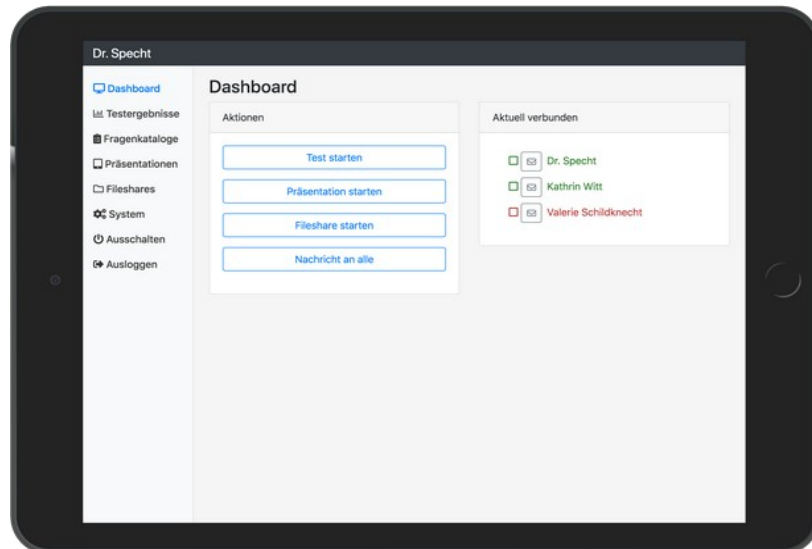 Dr. Specht
Dashboard
Testergebnisse
Fragenkataloge
Präsentationen
Fileshares
System
Ausschalten
Ausloggen
Dashboard
Aktionen
Test starten
Präsentation starten
Fileshare starten
Nachricht an alle
Aktuell verbunden
Dr. Specht
Kathrin Witt
Valerie Schildknecht